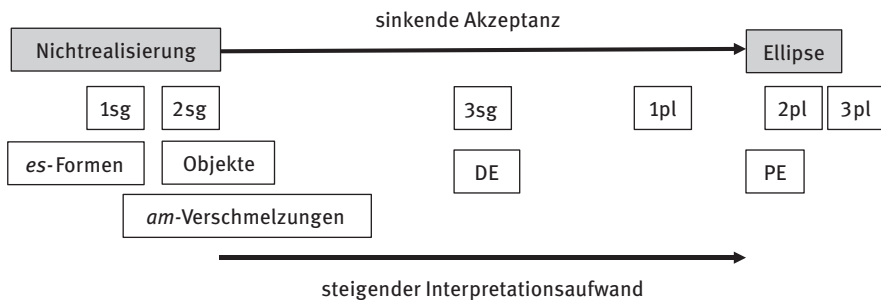 sinkende Akzeptanz
Nichtrealisierung Ellipse
1sg 2sg 3sg 1pl 2pl 3pl
es-Formen Objekte DE PE
am-Verschmelzungen
steigender Interpretationsaufwand